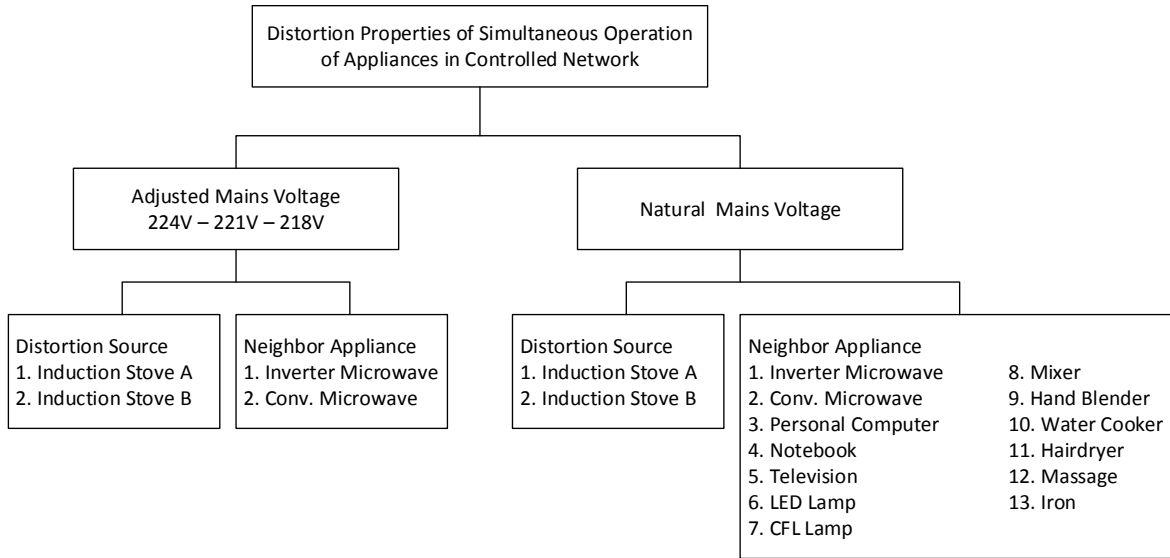 Distortion Properties of Simultaneous Operation
of Appliances in Controlled Network
Adjusted Mains Voltage
224V – 221V – 218V
Natural Mains Voltage
Distortion Source
1. Induction Stove A
2. Induction Stove B
Neighbor Appliance
1. Inverter Microwave
2. Conv. Microwave
Distortion Source
1. Induction Stove A
2. Induction Stove B
Neighbor Appliance
1. Inverter Microwave
2. Conv. Microwave
3. Personal Computer
4. Notebook
5. Television
6. LED Lamp
7. CFL Lamp
8. Mixer
9. Hand Blender
10. Water Cooker
11. Hairdryer
12. Massage
13. Iron